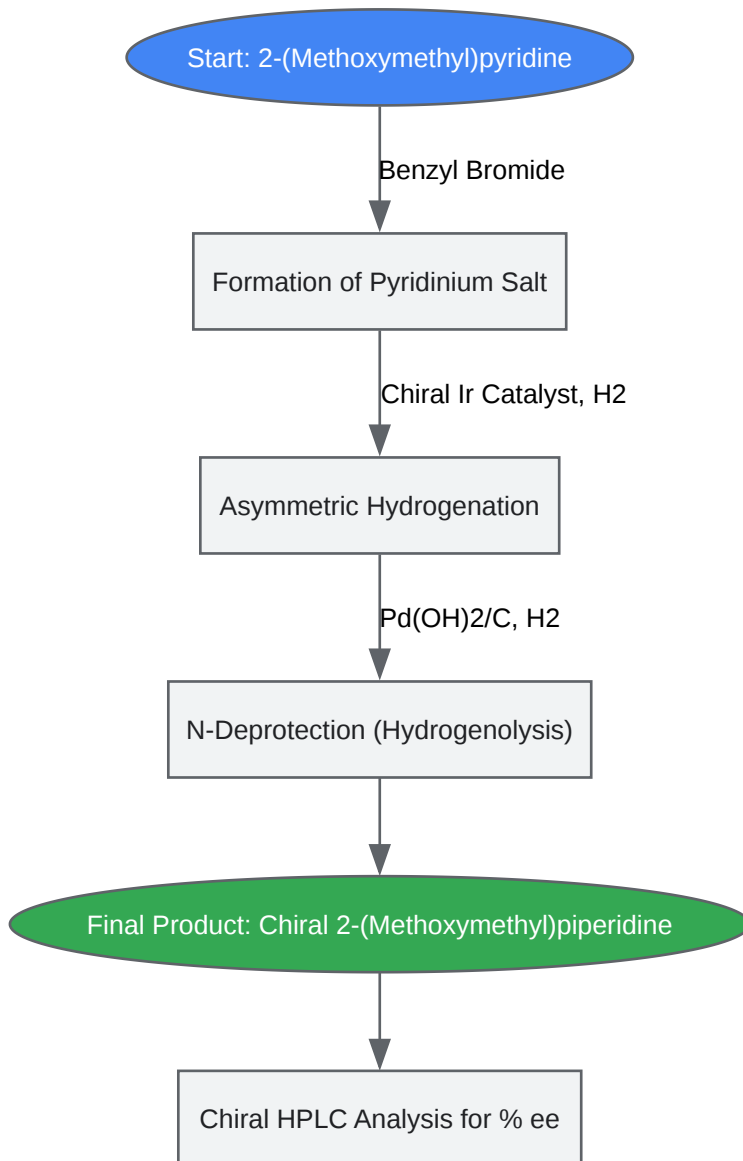 Start: 2-(Methoxymethyl)pyridine
Benzyl Bromide
Formation of Pyridinium Salt
Chiral Ir Catalyst, H2
Asymmetric Hydrogenation
Pd(OH)2/C, H2
N-Deprotection (Hydrogenolysis)
Final Product: Chiral 2-(Methoxymethyl)piperidine
Chiral HPLC Analysis for % ee